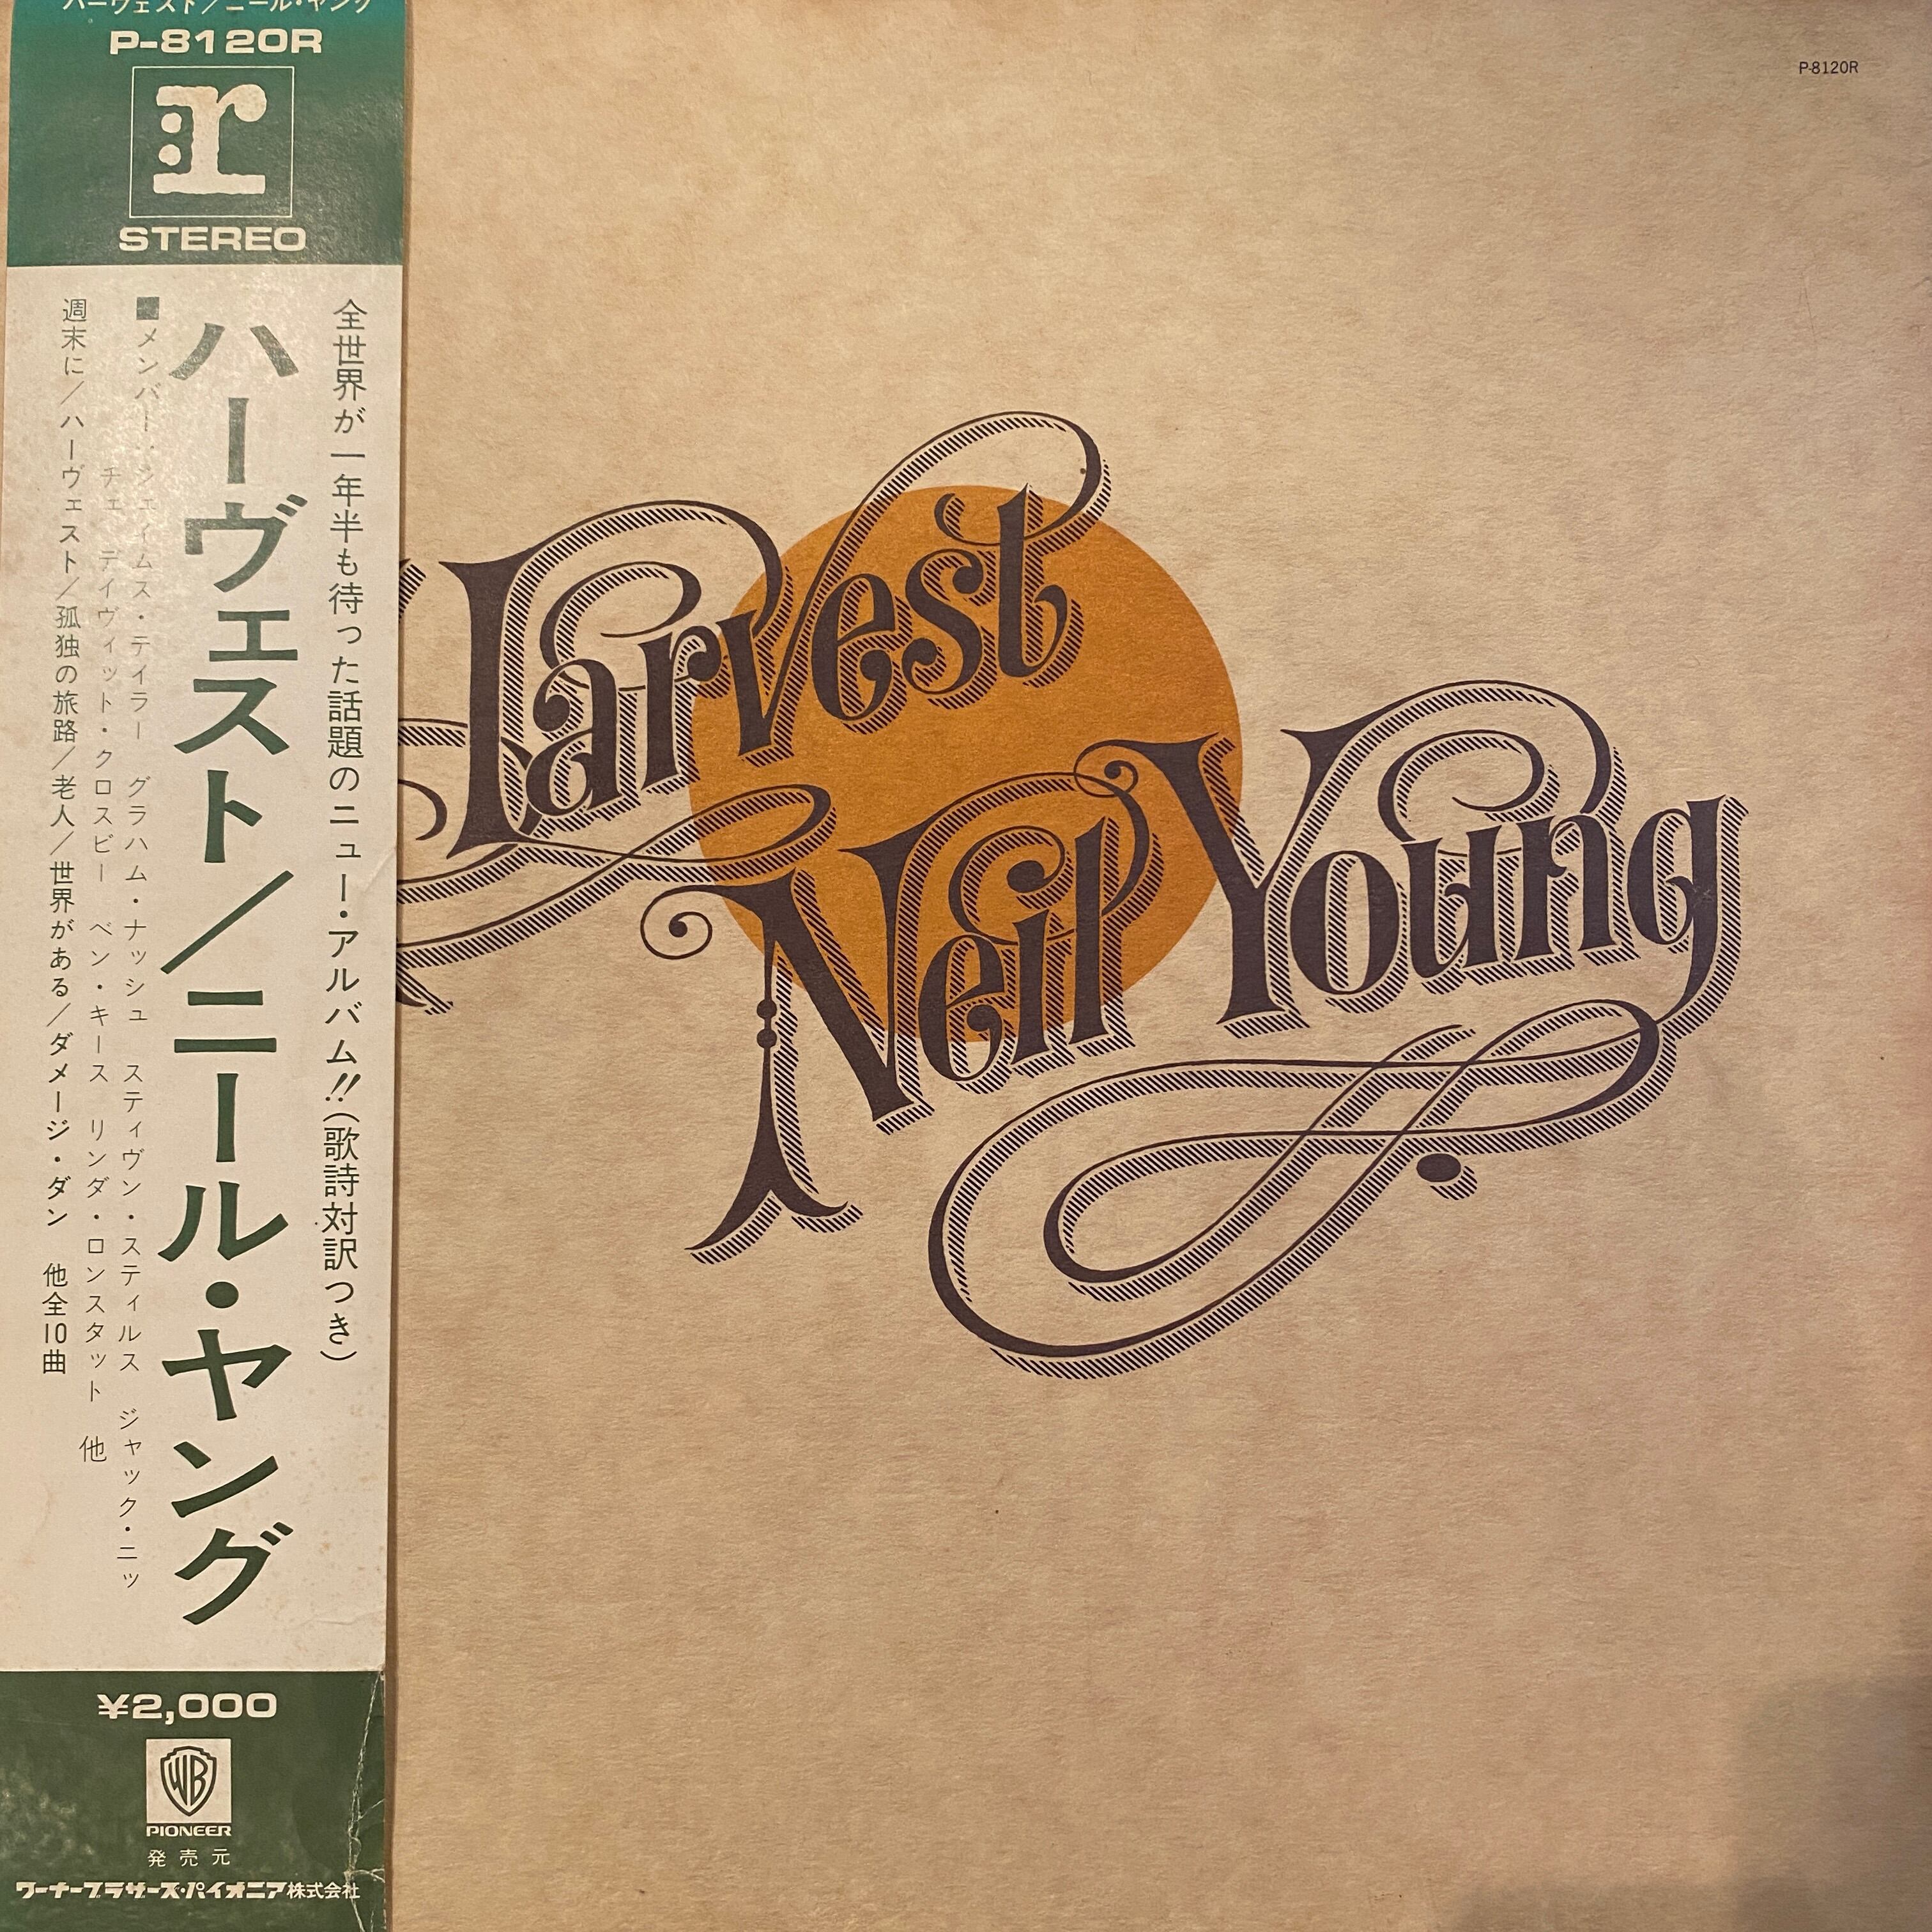 ハーヴェスト/ニール・ヤング
P-8120R
r
STEREO
全世界が一年半も待った話題のニュー・アルバム!!(歌詩対訳つき)
ハーヴェスト/ニール・ヤング
■メンバー:ジェイムス・テイラー グラハム・ナッシュ スティヴン・スティルス ジャック・ニッ
チェ デイヴィット・クロスビー ベン・キース リンダ・ロンスタット 他
週末に/ハーヴェスト/孤独の旅路/老人/世界がある/ダメージ・ダン 他全10曲
¥2,000
WB
PIONEER
発売元
ワーナーブラザーズ・パイオニア株式会社
P-8120R
Harvest
Neil Young